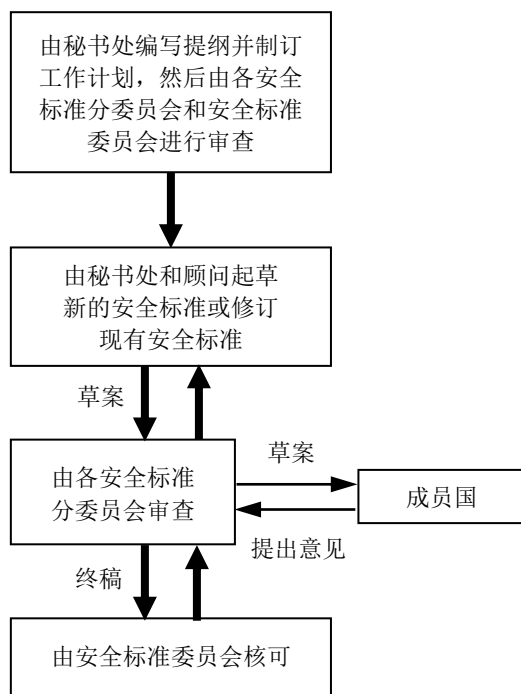 由秘书处编写提纲并制订
工作计划，然后由各安全
标准分委员会和安全标准
委员会进行审查
由秘书处和顾问起草
新的安全标准或修订
现有安全标准
草案
草案
由各安全标准
分委员会审查
成员国
提出意见
终稿
由安全标准委员会核可